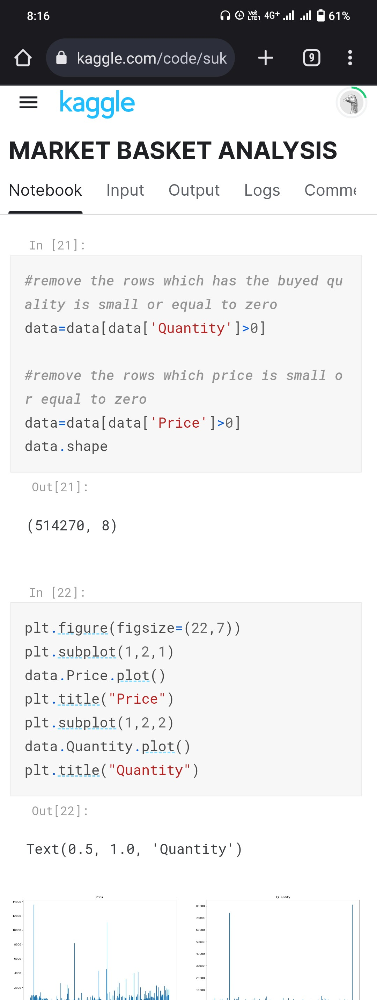 8:16
Vo)) LTE1 4G+ 61%
kaggle.com/code/suk
9
kaggle
MARKET BASKET ANALYSIS
Notebook Input Output Logs Comme
In [21]:
#remove the rows which has the buyed qu
ality is small or equal to zero
data=data[data['Quantity']>0]
#remove the rows which price is small o
r equal to zero
data=data[data['Price']>0]
data.shape
Out[21]:
(514270, 8)
In [22]:
plt.figure(figsize=(22,7))
plt.subplot(1,2,1)
data.Price.plot()
plt.title("Price")
plt.subplot(1,2,2)
data.Quantity.plot()
plt.title("Quantity")
Out[22]:
Text(0.5, 1.0, 'Quantity')
Price
14000
12000
10000
8000
6000
4000
2000
Quantity
80000
70000
60000
50000
40000
30000
20000
10000